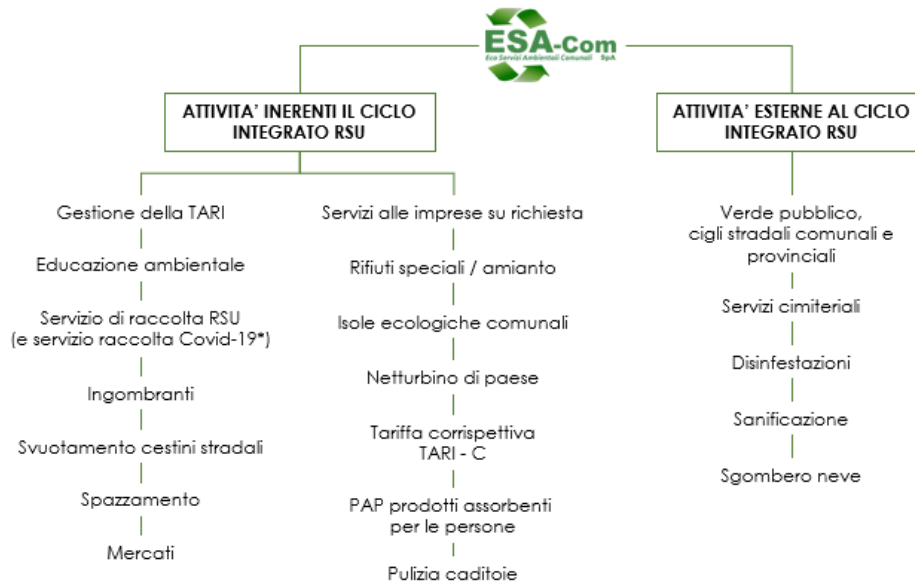 ESA-Com
Eco Servizi Ambientali Comunali SpA
ATTIVITA' INERENTI IL CICLO
INTEGRATO RSU
ATTIVITA' ESTERNE AL CICLO
INTEGRATO RSU
Gestione della TARI
Educazione ambientale
Servizio di raccolta RSU
(e servizio raccolta Covid-19*)
Ingombranti
Svuotamento cestini stradali
Spazzamento
Mercati
Servizi alle imprese su richiesta
Rifiuti speciali / amianto
Isole ecologiche comunali
Netturbino di paese
Tariffa corrispettiva
TARI - C
PAP prodotti assorbenti
per le persone
Pulizia caditoie
Verde pubblico,
cigli stradali comunali e
provinciali
Servizi cimiteriali
Disinfestazioni
Sanificazione
Sgombero neve